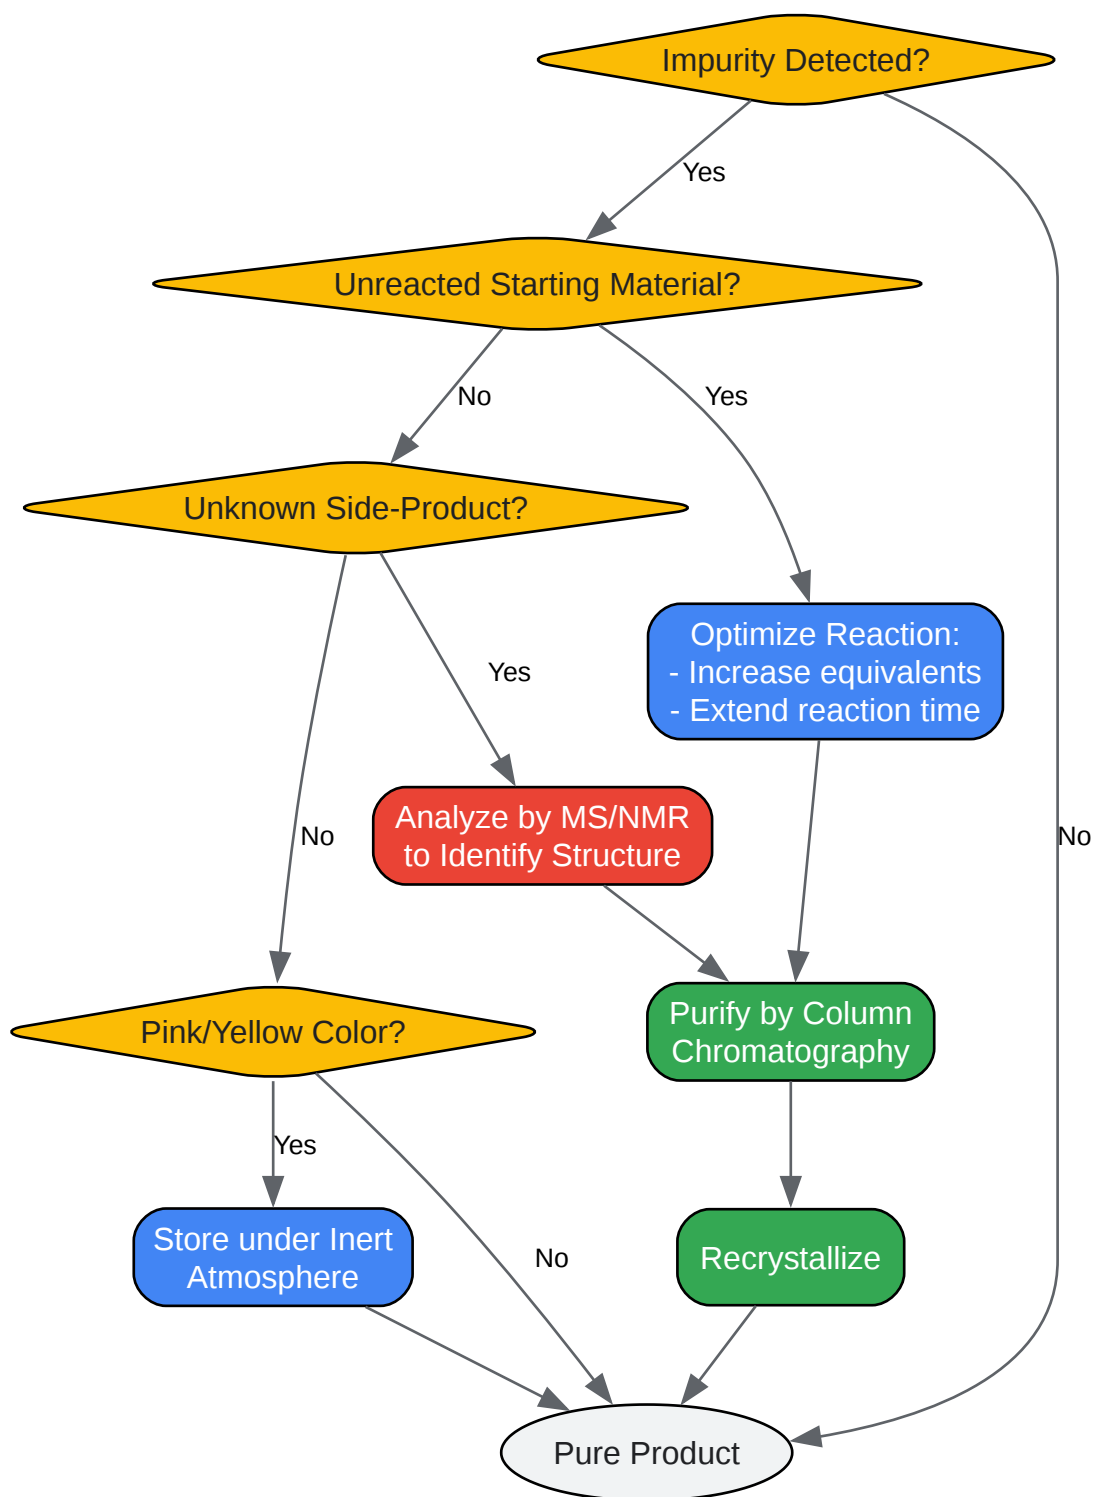 Impurity Detected?
Yes
Unreacted Starting Material?
No
Yes
Unknown Side-Product?
Optimize Reaction:
- Increase equivalents
- Extend reaction time
Yes
Analyze by MS/NMR
to Identify Structure
No
No
Purify by Column
Chromatography
Pink/Yellow Color?
Yes
Store under Inert
Atmosphere
No
Recrystallize
Pure Product